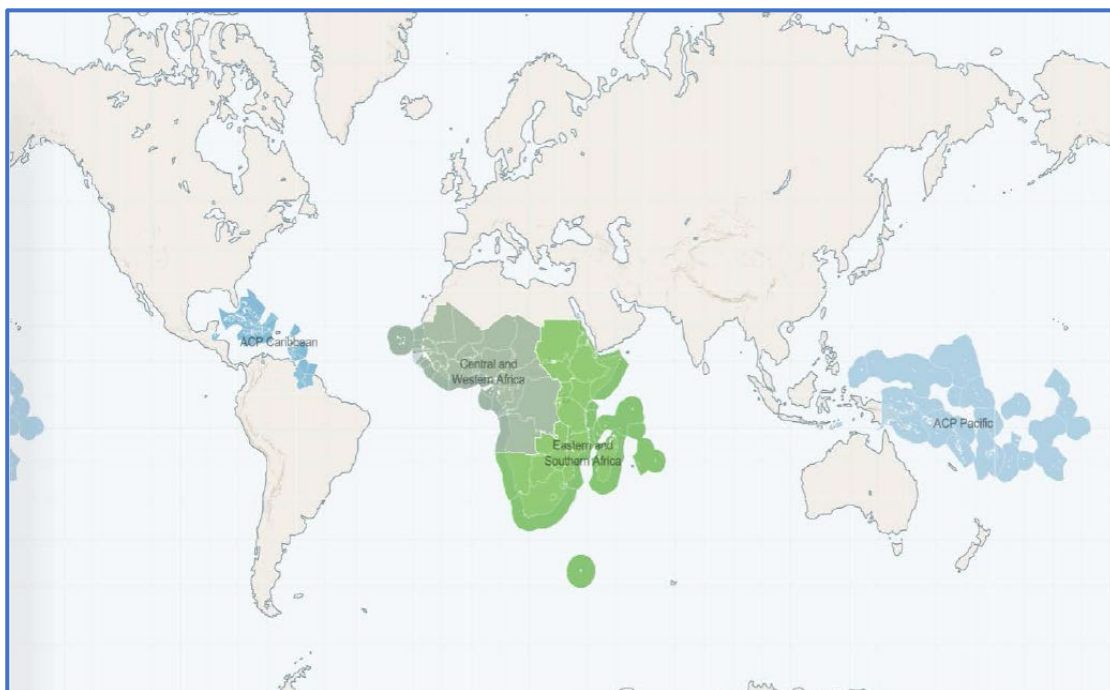 ACP Caribbean
Central and
Western Africa
ACP Pacific
Eastern and
Southern Africa